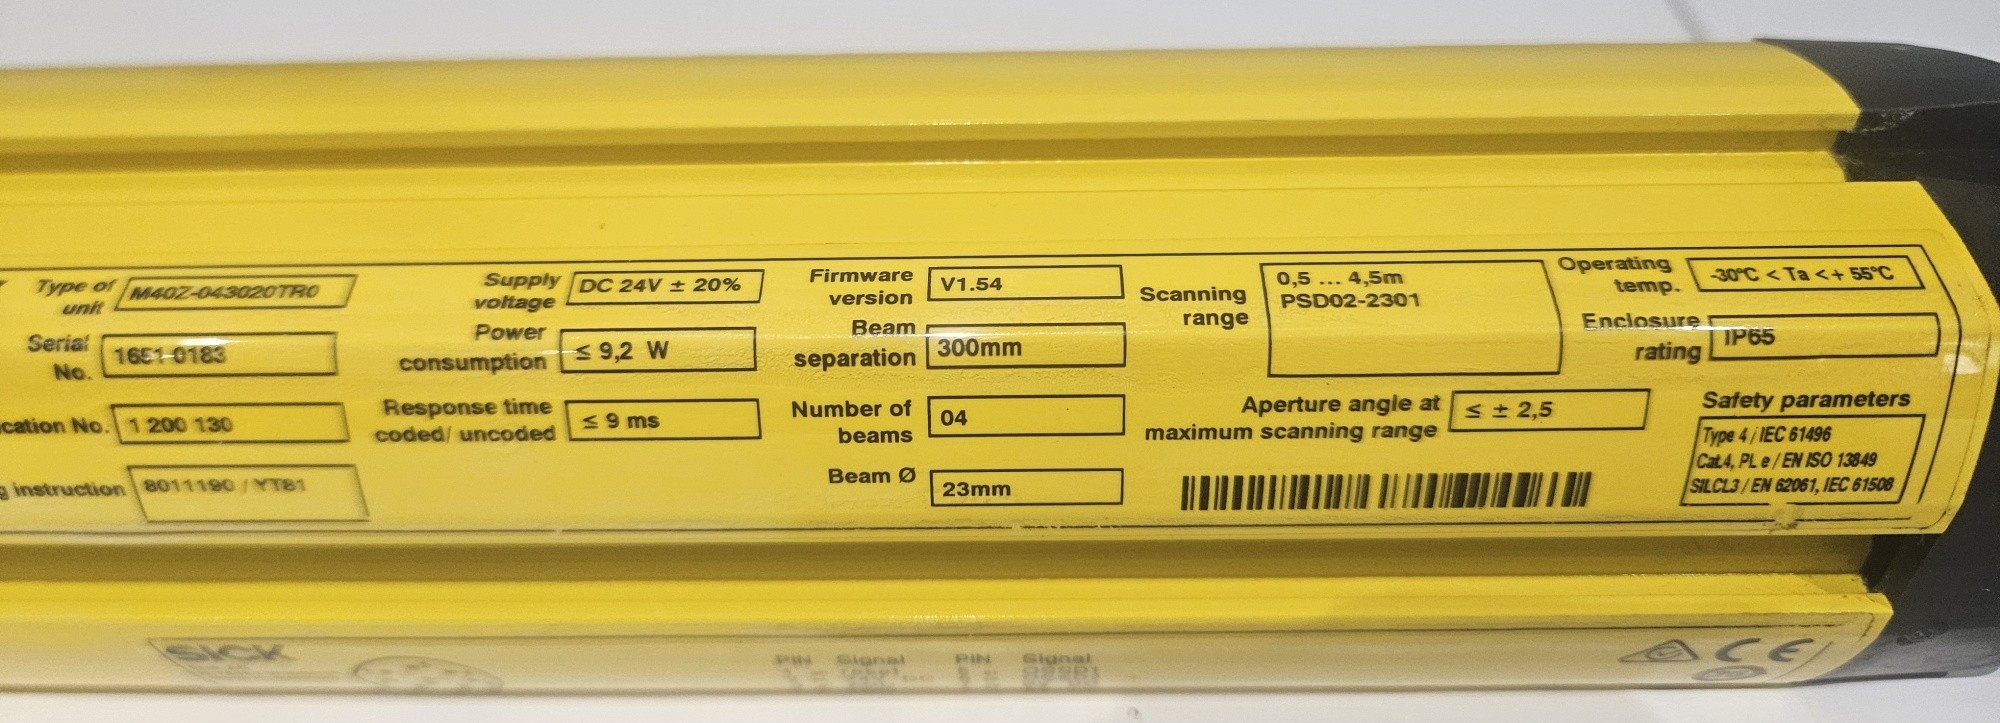 Type of
unit
M40Z-043020TR0
Serial
No.
1651-0183
cation No.
1 200 130
g instruction
8011190 / YT81
Supply
voltage
DC 24V ± 20%
Power
consumption
≤ 9,2 W
Response time
coded/ uncoded
≤ 9 ms
Firmware
version
V1.54
Beam
separation
300mm
Number of
beams
04
Beam Ø
23mm
Scanning
range
0,5 ... 4,5m
PSD02-2301
Aperture angle at
maximum scanning range
≤ ± 2,5
Operating
temp.
-30°C < Ta < + 55°C
Enclosure
rating
IP65
Safety parameters
Type 4 / IEC 61496
Cat.4, PL e / EN ISO 13849
SILCL3 / EN 62061, IEC 61508
SICK
PIN Signal PIN Signal
CE